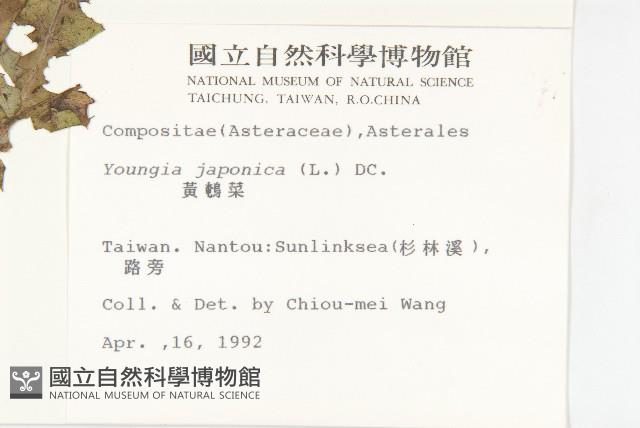 國立自然科學博物館
NATIONAL MUSEUM OF NATURAL SCIENCE
TAICHUNG, TAIWAN, R.O.CHINA
Compositae(Asteraceae),Asterales
Youngia japonica (L.) DC.
黃鵪菜
Taiwan. Nantou:Sunlinksea(杉林溪),
路旁
Coll. & Det. by Chiou-mei Wang
Apr. ,16, 1992
國立自然科學博物館
NATIONAL MUSEUM OF NATURAL SCIENCE